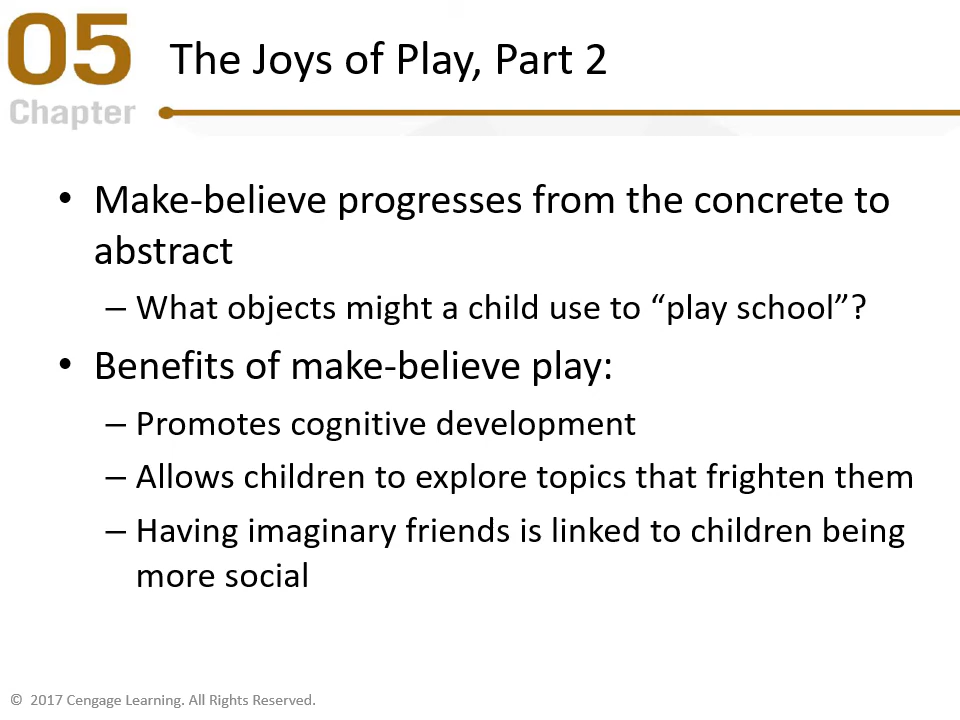 05
Chapter
The Joys of Play, Part 2
• Make-believe progresses from the concrete to
abstract
– What objects might a child use to “play school”?
• Benefits of make-believe play:
– Promotes cognitive development
– Allows children to explore topics that frighten them
– Having imaginary friends is linked to children being
more social
© 2017 Cengage Learning. All Rights Reserved.